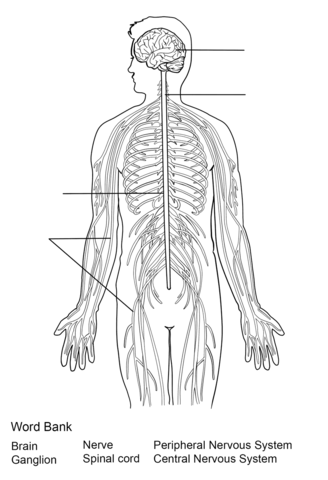 Word Bank
Brain Nerve Peripheral Nervous System
Ganglion Spinal cord Central Nervous System